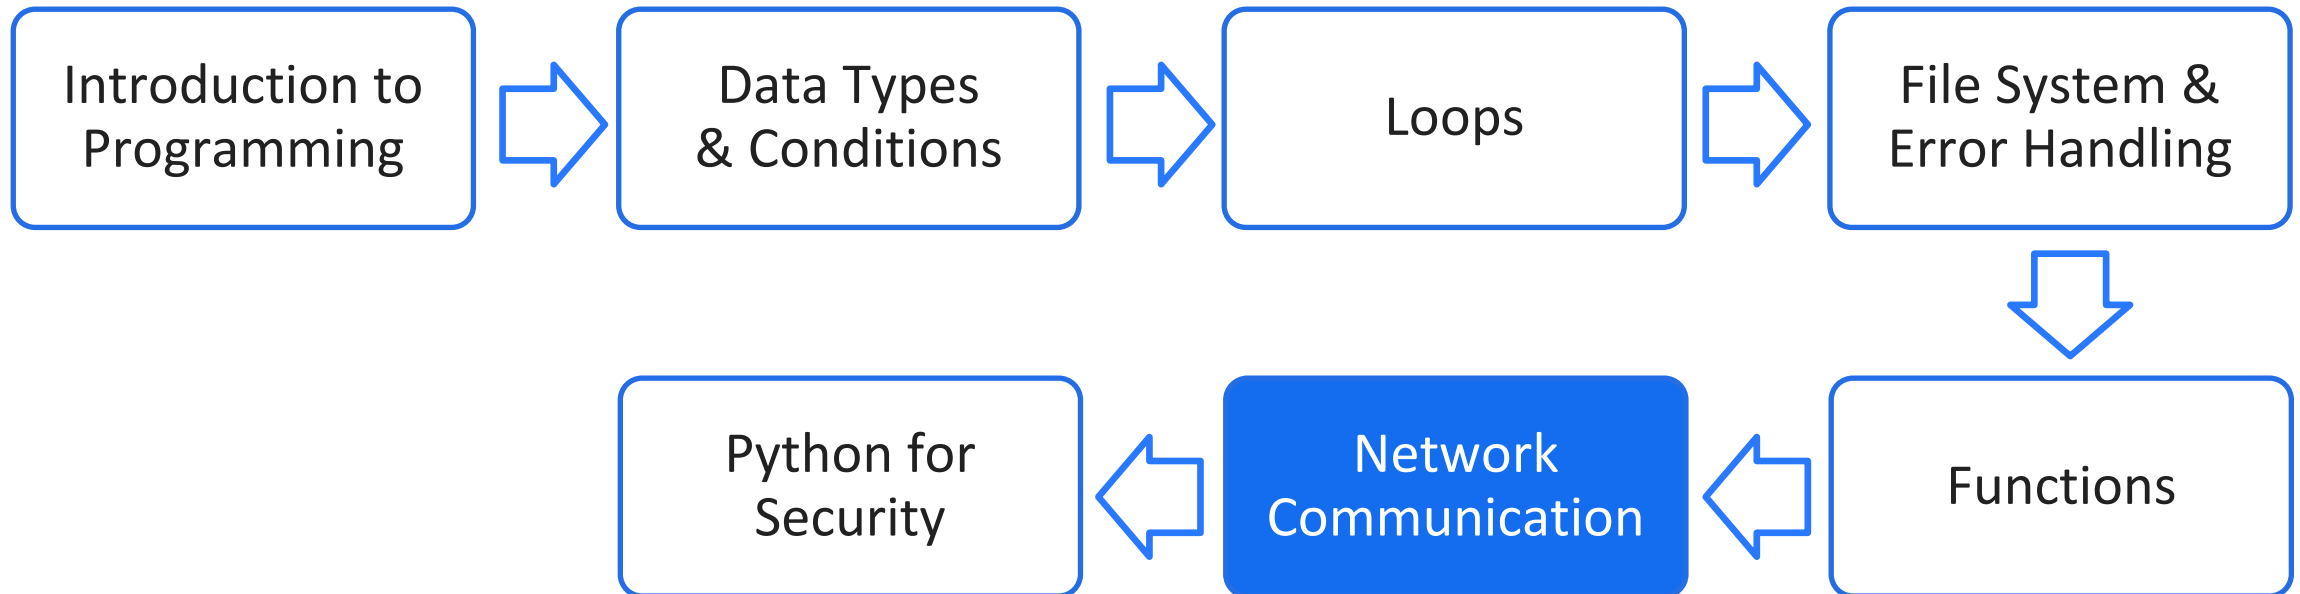 Introduction to
Programming
Data Types
& Conditions
Loops
File System &
Error Handling
Functions
Network
Communication
Python for
Security